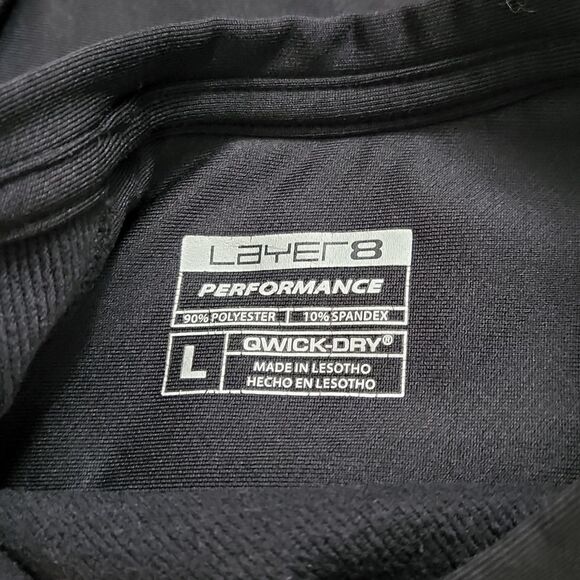 Layer8
PERFORMANCE
90% POLYESTER | 10% SPANDEX
L
QWICK-DRY®
MADE IN LESOTHO
HECHO EN LESOTHO